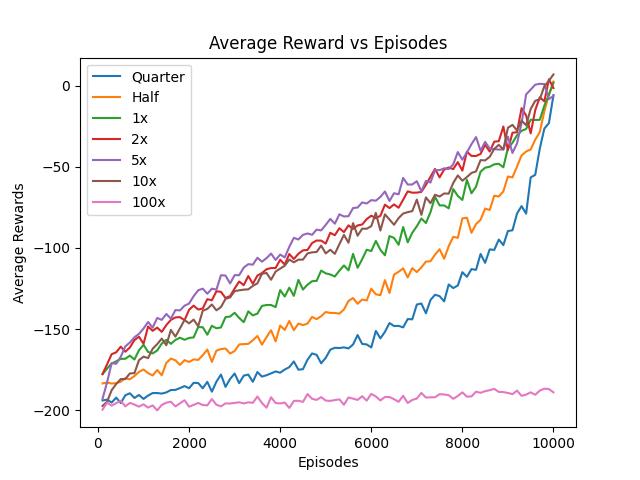 Average Reward vs Episodes
Quarter
Half
1x
2x
5x
10x
100x
0
−50
−100
−150
−200
Average Rewards
0 2000 4000 6000 8000 10000
Episodes